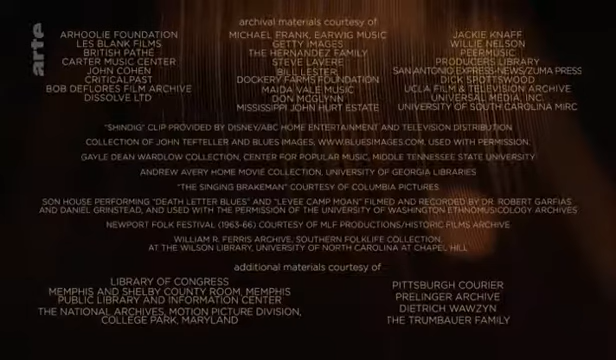 arte
archival materials courtesy of
ARHOOLIE FOUNDATION
LES BLANK FILMS
BRITISH PATHÉ
CARTER MUSIC CENTER
JOHN COHEN
CRITICALPAST
BOB DEFLORES FILM ARCHIVE
DISSOLVE LTD
MICHAEL FRANK, EARWIG MUSIC
GETTY IMAGES
THE HERNANDEZ FAMILY
STEVE LAVERE
BILL LESTER,
DOCKERY FARMS FOUNDATION
MAIDA VALE MUSIC
DON MCGLYNN
MISSISSIPPI JOHN HURT ESTATE
JACKIE KNAFF
WILLIE NELSON
PEERMUSIC
PRODUCERS LIBRARY
SAN ANTONIO EXPRESS-NEWS/ZUMA PRESS
DICK SPOTTSWOOD
UCLA FILM & TELEVISION ARCHIVE
UNIVERSAL MEDIA, INC.
UNIVERSITY OF SOUTH CAROLINA MIRC
"SHINDIG" CLIP PROVIDED BY DISNEY/ABC HOME ENTERTAINMENT AND TELEVISION DISTRIBUTION
COLLECTION OF JOHN TEFTELLER AND BLUES IMAGES, WWW.BLUESIMAGES.COM. USED WITH PERMISSION.
GAYLE DEAN WARDLOW COLLECTION, CENTER FOR POPULAR MUSIC, MIDDLE TENNESSEE STATE UNIVERSITY
ANDREW AVERY HOME MOVIE COLLECTION, UNIVERSITY OF GEORGIA LIBRARIES
"THE SINGING BRAKEMAN" COURTESY OF COLUMBIA PICTURES
SON HOUSE PERFORMING "DEATH LETTER BLUES" AND "LEVEE CAMP MOAN" FILMED AND RECORDED BY DR. ROBERT GARFIAS
AND DANIEL GRINSTEAD, AND USED WITH THE PERMISSION OF THE UNIVERSITY OF WASHINGTON ETHNOMUSICOLOGY ARCHIVES
NEWPORT FOLK FESTIVAL (1963-66) COURTESY OF MLF PRODUCTIONS/HISTORIC FILMS ARCHIVE
WILLIAM R. FERRIS ARCHIVE, SOUTHERN FOLKLIFE COLLECTION,
AT THE WILSON LIBRARY, UNIVERSITY OF NORTH CAROLINA AT CHAPEL HILL
additional materials courtesy of
LIBRARY OF CONGRESS
MEMPHIS AND SHELBY COUNTY ROOM, MEMPHIS
PUBLIC LIBRARY AND INFORMATION CENTER
THE NATIONAL ARCHIVES, MOTION PICTURE DIVISION,
COLLEGE PARK, MARYLAND
PITTSBURGH COURIER
PRELINGER ARCHIVE
DIETRICH WAWZYN
THE TRUMBAUER FAMILY